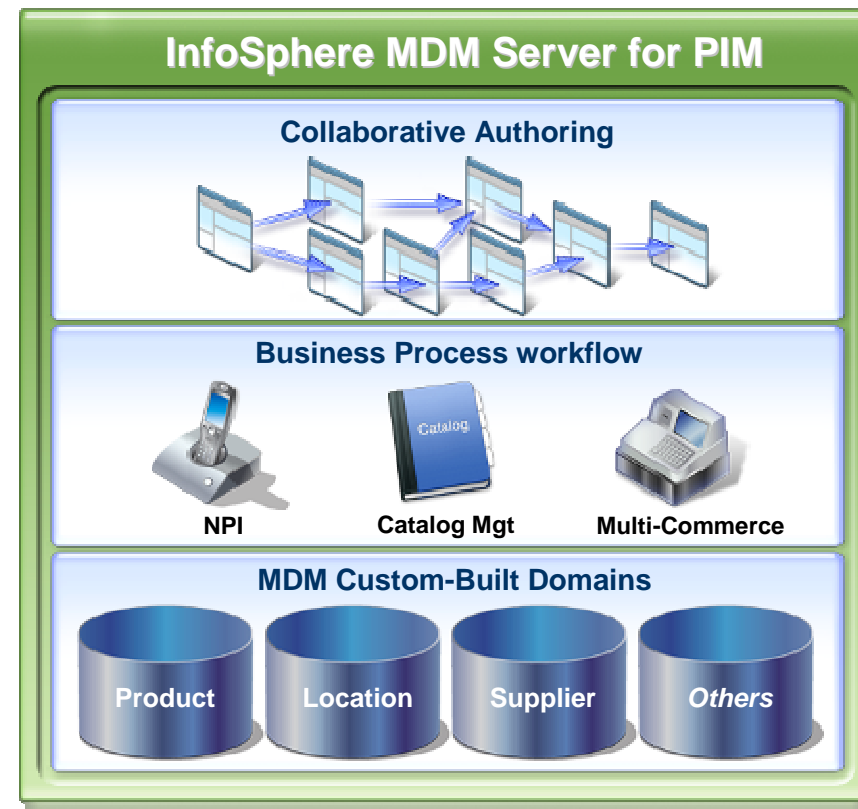 InfoSphere MDM Server for PIM
Collaborative Authoring
Business Process workflow
Catalog
NPI
Catalog Mgt
Multi-Commerce
MDM Custom-Built Domains
Product
Location
Supplier
Others